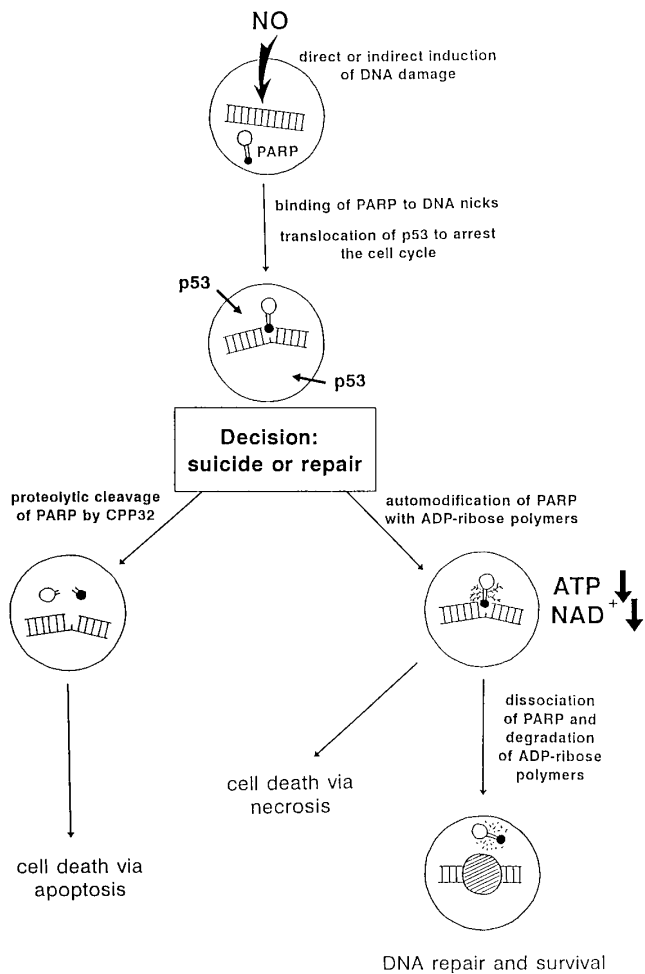 NO
direct or indirect induction
of DNA damage
PARP
binding of PARP to DNA nicks
translocation of p53 to arrest
the cell cycle
p53
p53
Decision:
suicide or repair
proteolytic cleavage
of PARP by CPP32
automodification of PARP
with ADP-ribose polymers
ATP
NAD+
dissociation
of PARP and
degradation
of ADP-ribose
polymers
cell death via
necrosis
cell death via
apoptosis
DNA repair and survival